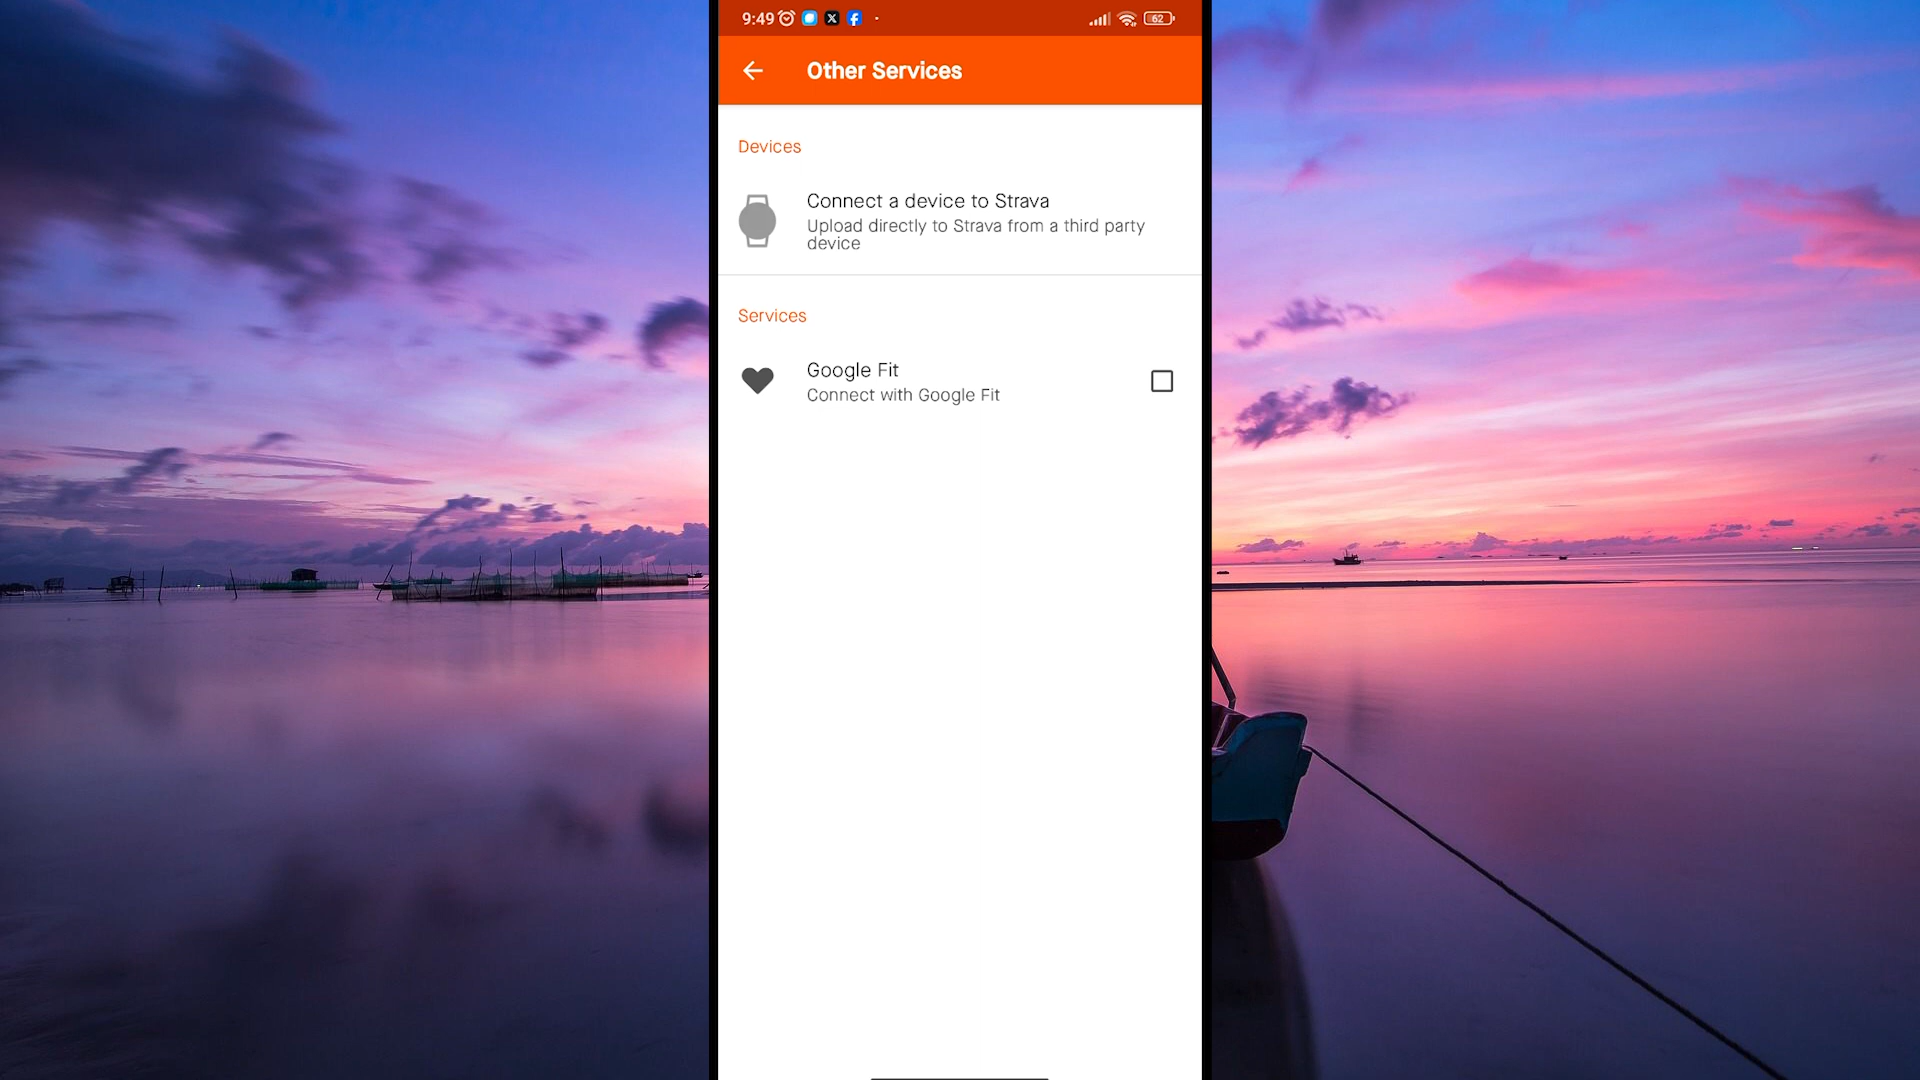 9:49
62
Other Services
Devices
Connect a device to Strava
Upload directly to Strava from a third party
device
Services
Google Fit
Connect with Google Fit